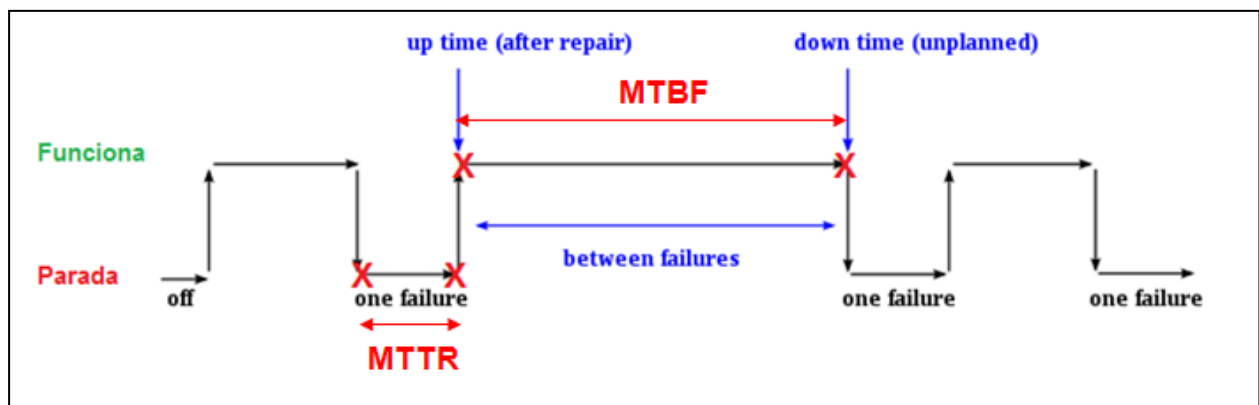 up time (after repair)
down time (unplanned)
MTBF
Funciona
between failures
Parada
off
one failure
one failure
one failure
MTTR